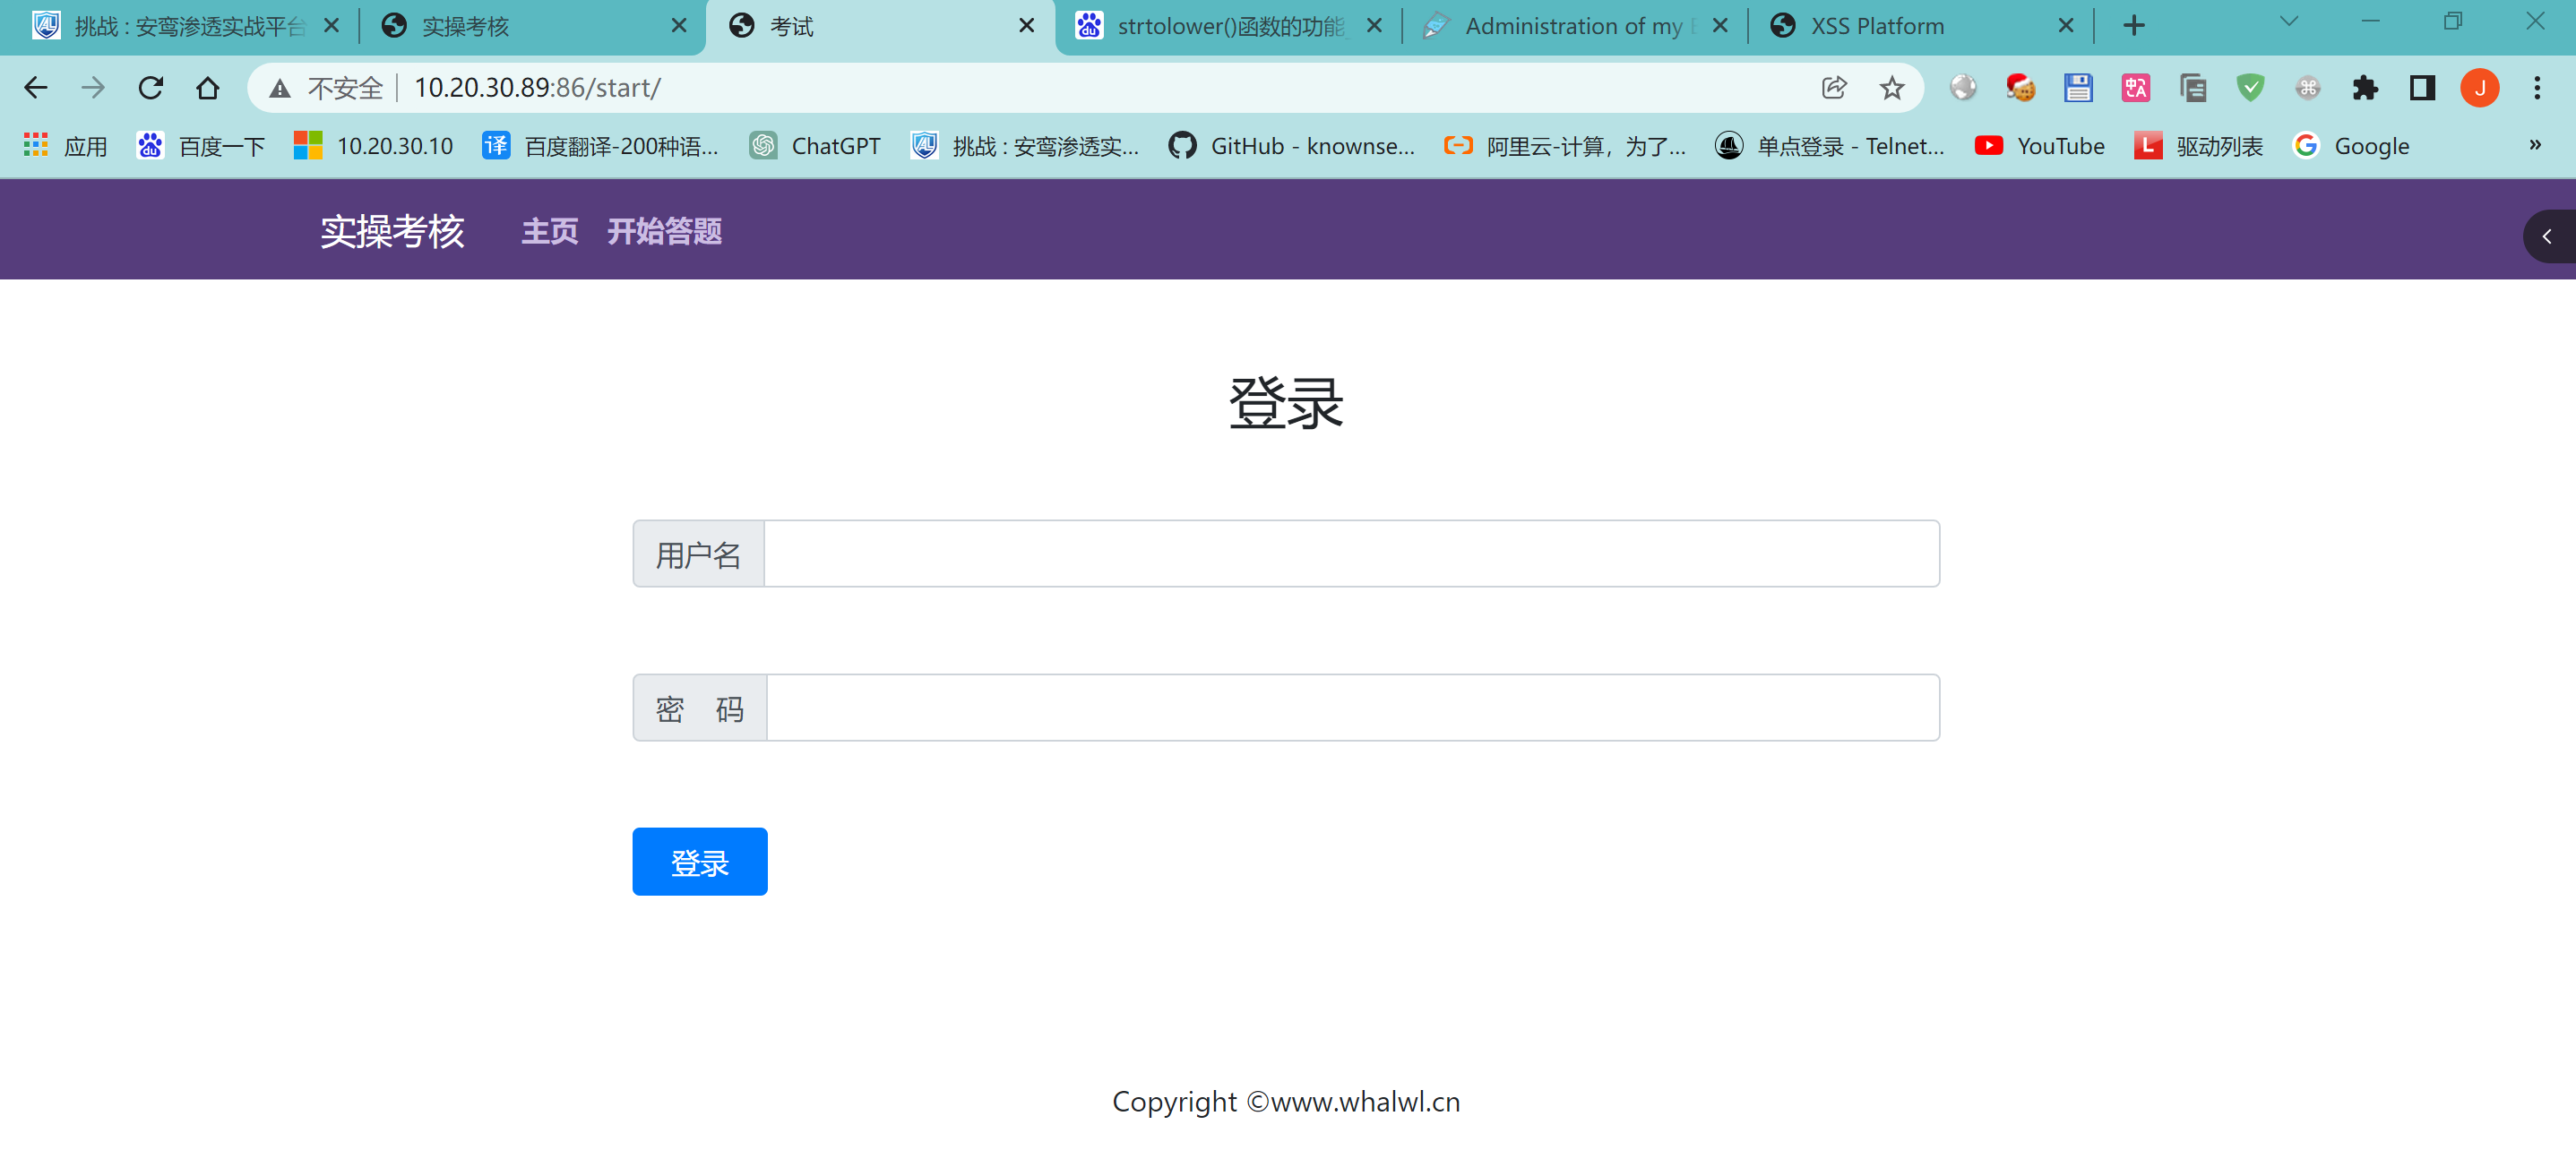 挑战 : 安鸾渗透实战平台
实操考核
考试
strtolower()函数的功能_
Administration of my B
XSS Platform
不安全
10.20.30.89:86/start/
J
应用
百度一下
10.20.30.10
译
百度翻译-200种语...
ChatGPT
挑战 : 安鸾渗透实...
GitHub - knownse...
阿里云-计算，为了...
单点登录 - Telnet...
YouTube
L
驱动列表
Google
»
实操考核
主页
开始答题
登录
用户名
密 码
登录
Copyright ©www.whalwl.cn